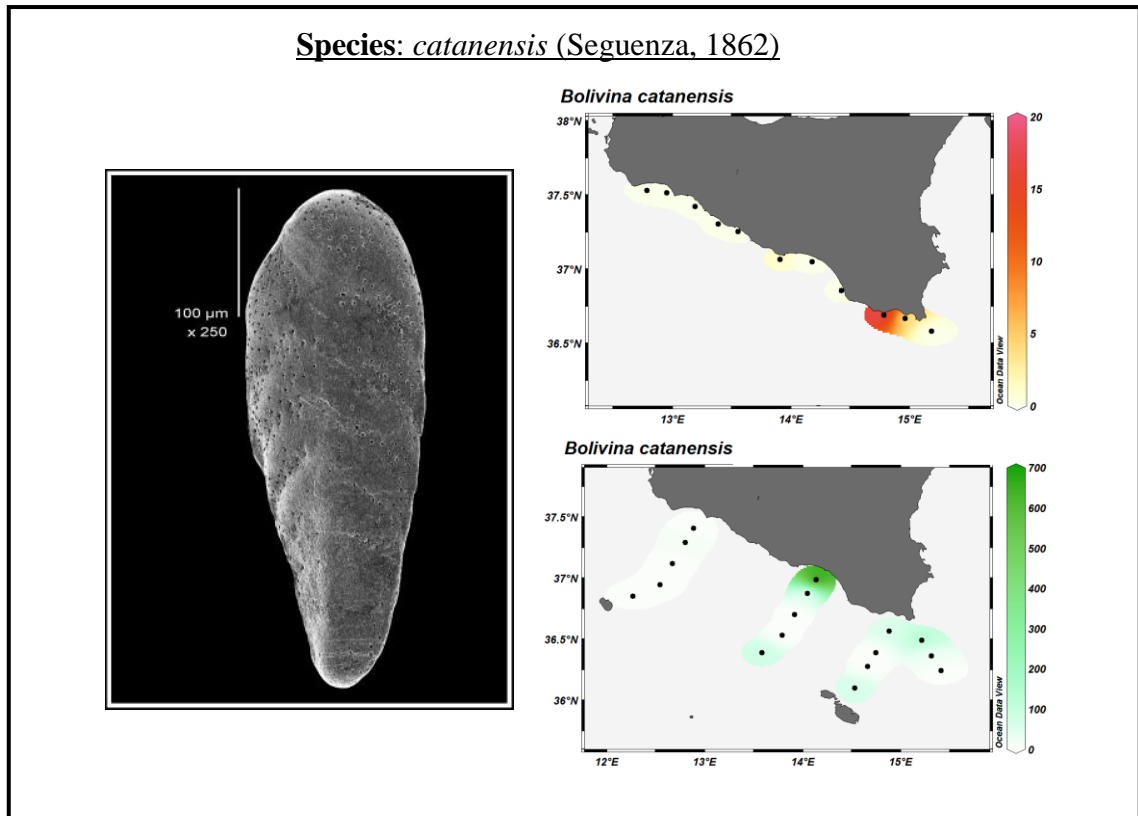 Species: catanensis (Seguenza, 1862)
100 µm
x 250
Bolivina catanensis
38°N
37.5°N
37°N
36.5°N
13°E 14°E 15°E
20
15
10
5
0
Ocean Data View
Bolivina catanensis
37.5°N
37°N
36.5°N
36°N
12°E 13°E 14°E 15°E
700
600
500
400
300
200
100
0
Ocean Data View